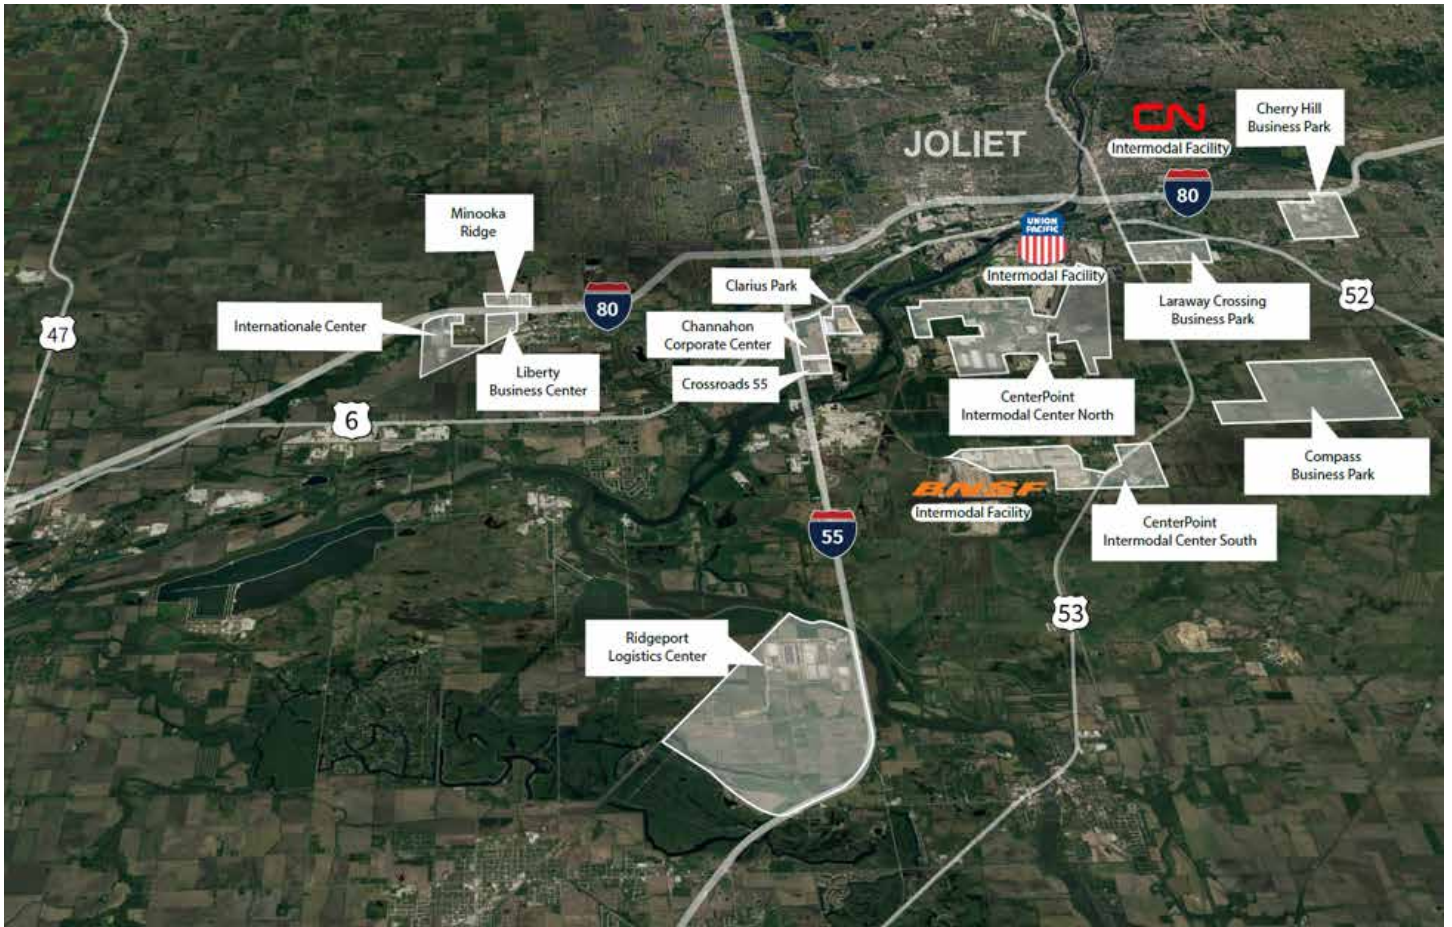 JOLIET
CN
Intermodal Facility
Cherry Hill
Business Park
80
Minooka
Ridge
UNION
PACIFIC
Intermodal Facility
Clarius Park
52
80
Laraway Crossing
Business Park
47
Internationale Center
Channahon
Corporate Center
Liberty
Business Center
Crossroads 55
CenterPoint
Intermodal Center North
6
Compass
Business Park
BNSF
Intermodal Facility
55
CenterPoint
Intermodal Center South
53
Ridgeport
Logistics Center